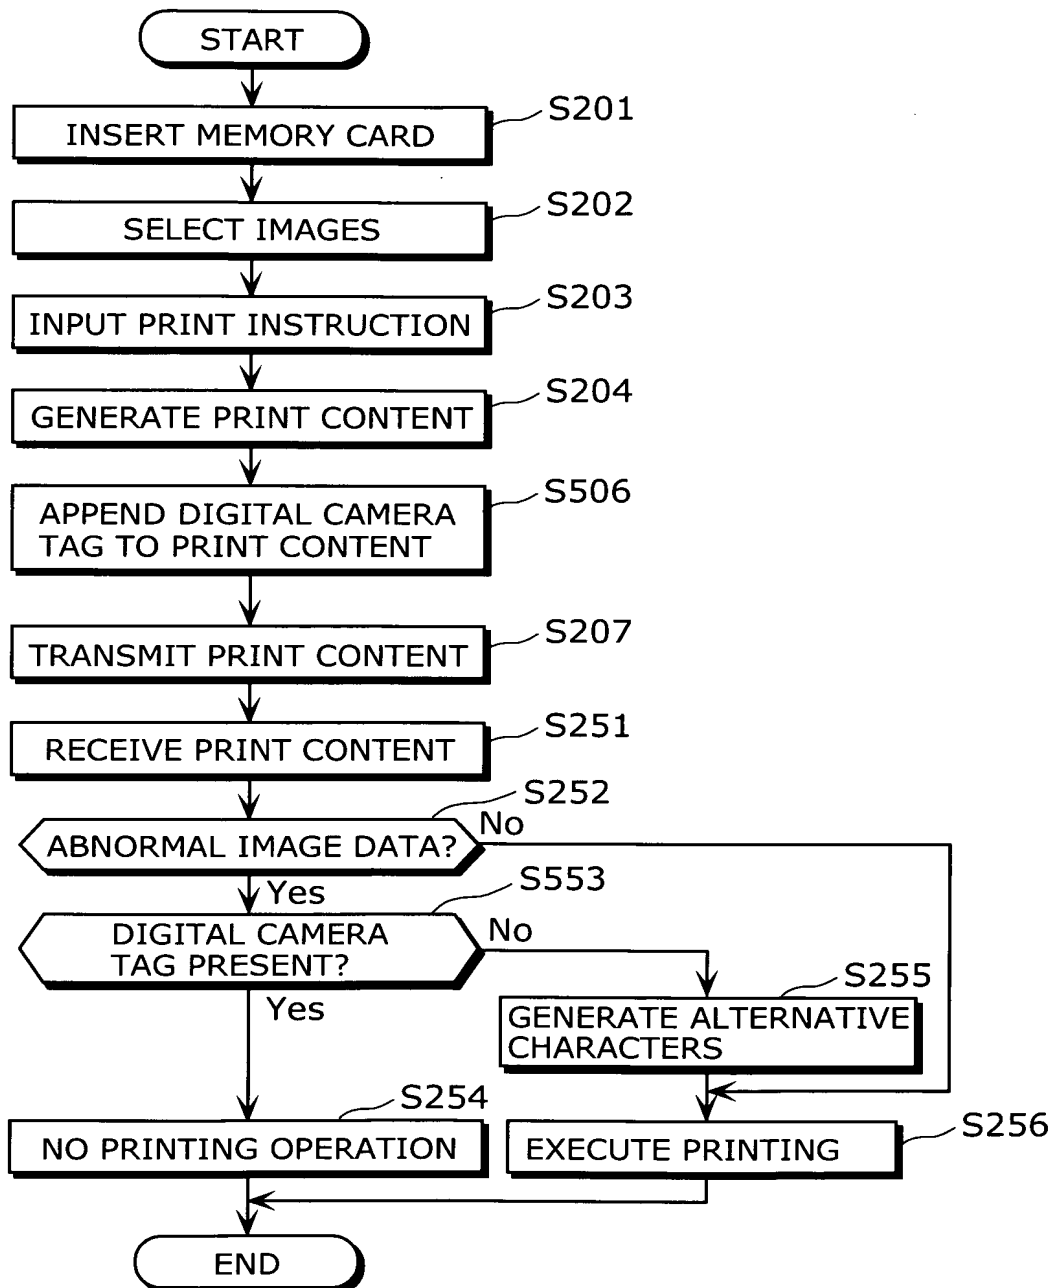 START
INSERT MEMORY CARD
S201
SELECT IMAGES
S202
INPUT PRINT INSTRUCTION
S203
GENERATE PRINT CONTENT
S204
APPEND DIGITAL CAMERA
TAG TO PRINT CONTENT
S506
TRANSMIT PRINT CONTENT
S207
RECEIVE PRINT CONTENT
S251
ABNORMAL IMAGE DATA?
S252
No
Yes
DIGITAL CAMERA
TAG PRESENT?
S553
No
Yes
GENERATE ALTERNATIVE
CHARACTERS
S255
NO PRINTING OPERATION
S254
EXECUTE PRINTING
S256
END